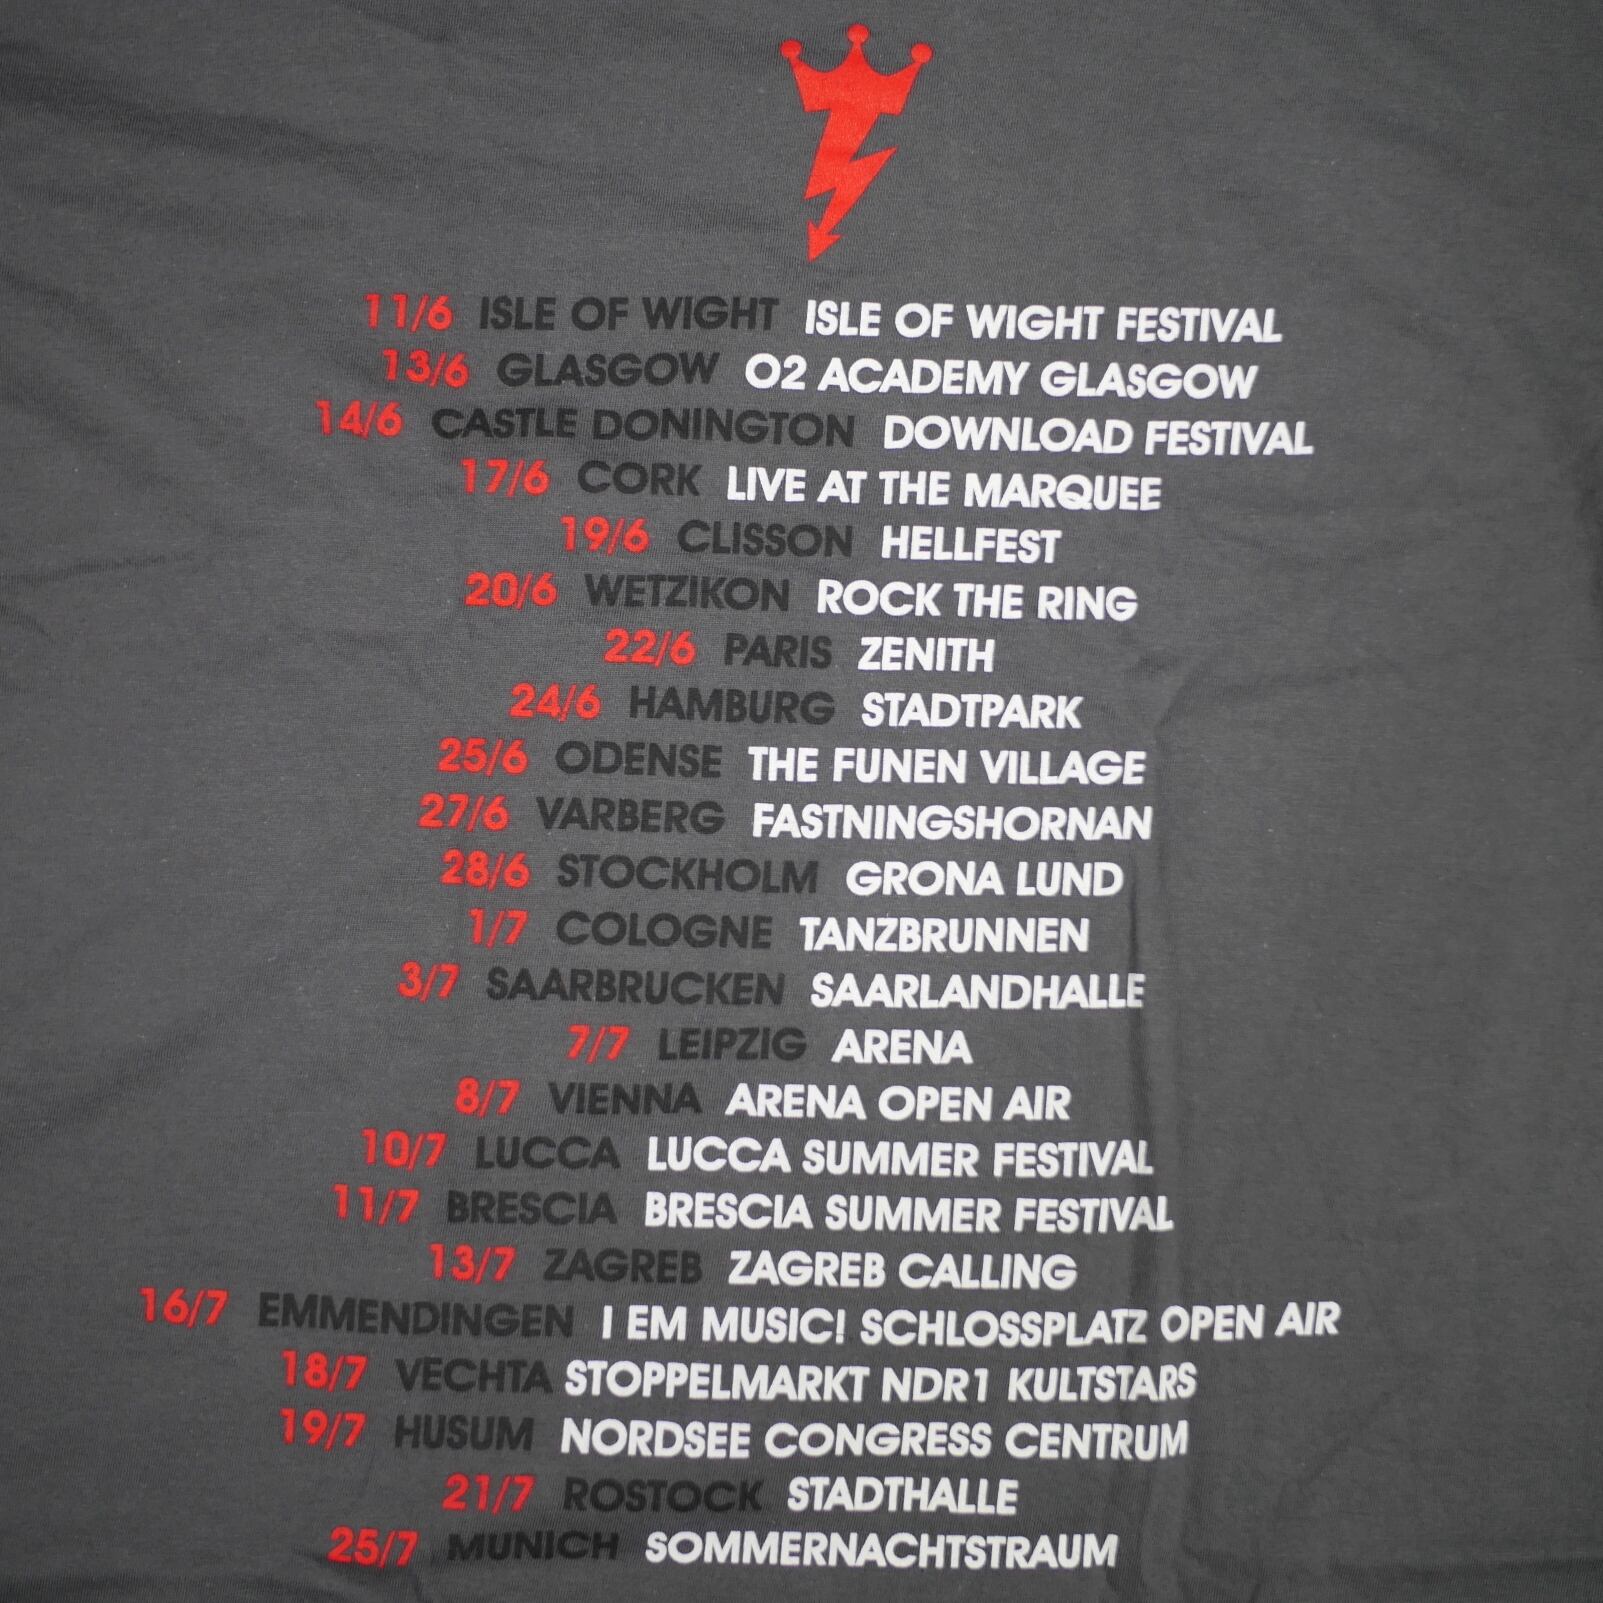 11/6 ISLE OF WIGHT ISLE OF WIGHT FESTIVAL
13/6 GLASGOW O2 ACADEMY GLASGOW
14/6 CASTLE DONINGTON DOWNLOAD FESTIVAL
17/6 CORK LIVE AT THE MARQUEE
19/6 CLISSON HELLFEST
20/6 WETZIKON ROCK THE RING
22/6 PARIS ZENITH
24/6 HAMBURG STADTPARK
25/6 ODENSE THE FUNEN VILLAGE
27/6 VARBERG FASTNINGSHORNAN
28/6 STOCKHOLM GRONA LUND
1/7 COLOGNE TANZBRUNNEN
3/7 SAARBRUCKEN SAARLANDHALLE
7/7 LEIPZIG ARENA
8/7 VIENNA ARENA OPEN AIR
10/7 LUCCA LUCCA SUMMER FESTIVAL
11/7 BRESCIA BRESCIA SUMMER FESTIVAL
13/7 ZAGREB ZAGREB CALLING
16/7 EMMENDINGEN I EM MUSIC! SCHLOSSPLATZ OPEN AIR
18/7 VECHTA STOPPELMARKT NDR1 KULTSTARS
19/7 HUSUM NORDSEE CONGRESS CENTRUM
21/7 ROSTOCK STADTHALLE
25/7 MUNICH SOMMERNACHTSTRAUM